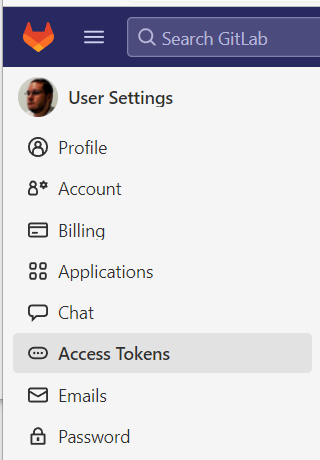 Search GitLab
User Settings
Profile
Account
Billing
Applications
Chat
Access Tokens
Emails
Password